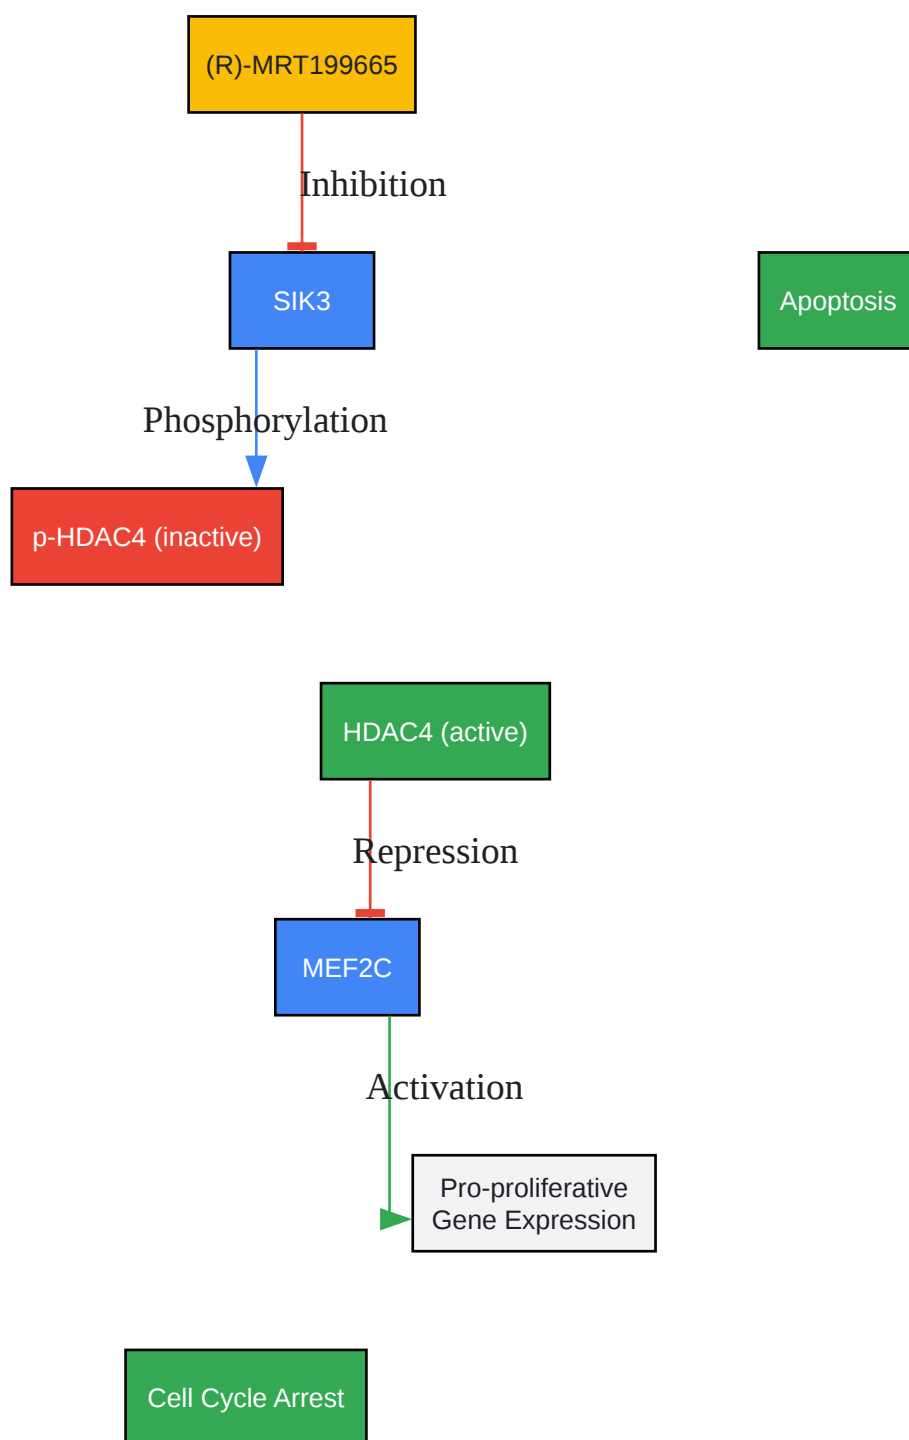 (R)-MRT199665
Inhibition
SIK3
Apoptosis
Phosphorylation
p-HDAC4 (inactive)
HDAC4 (active)
Repression
MEF2C
Activation
Pro-proliferative
Gene Expression
Cell Cycle Arrest